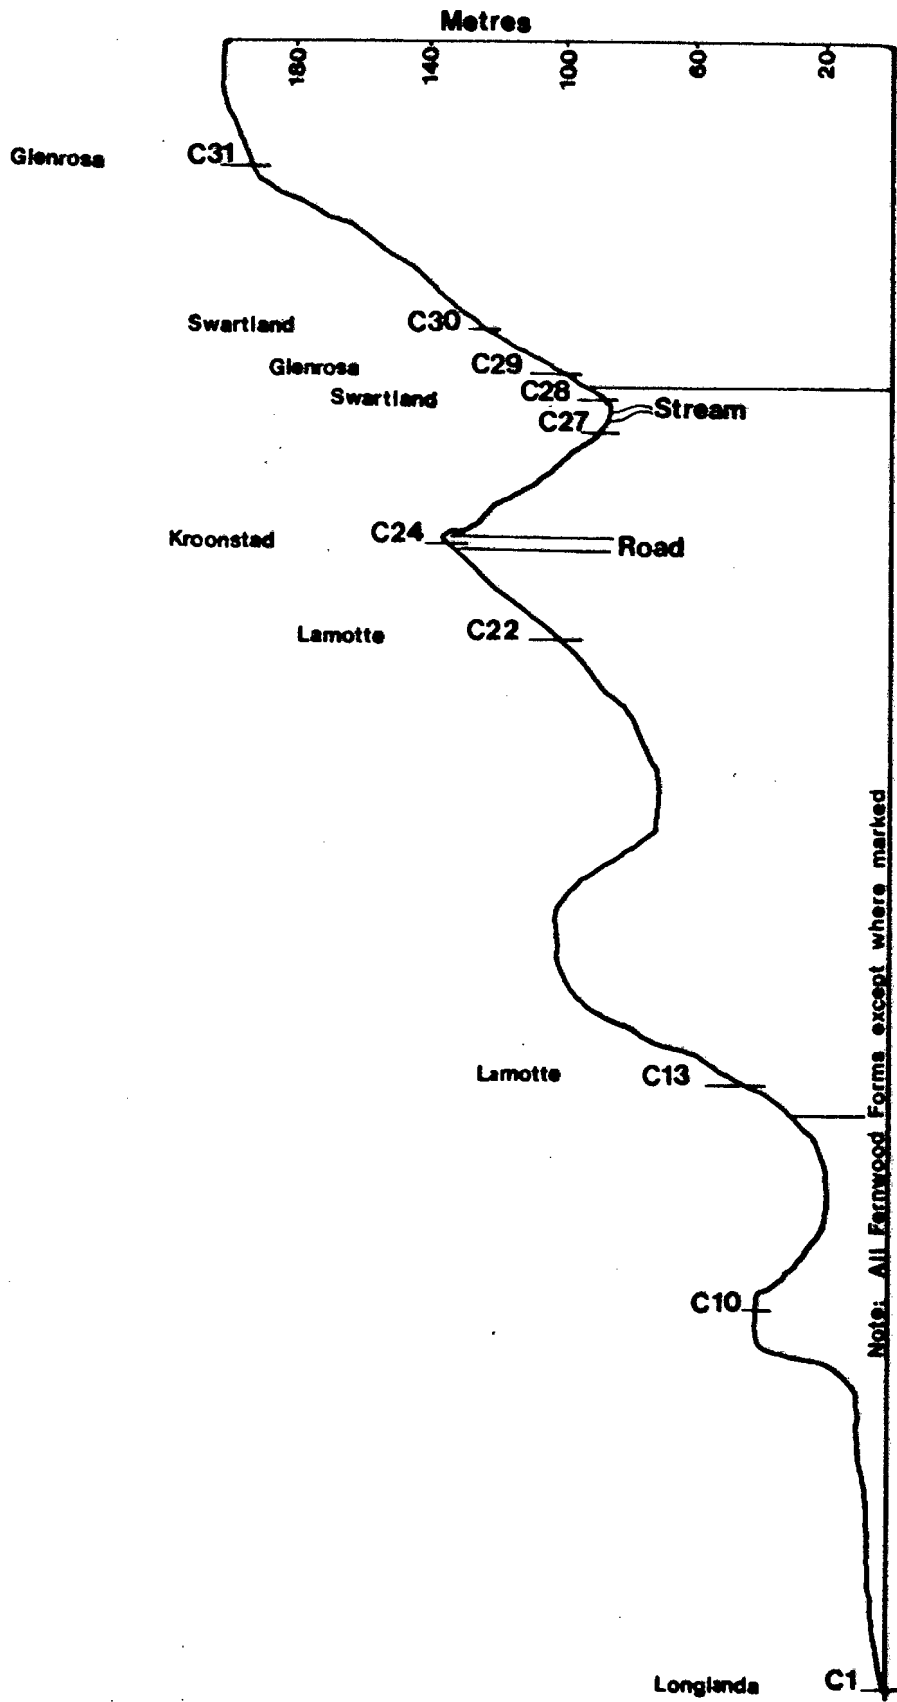 Metres
180
140
100
60
20
Glenrosa
C31
Swartland
C30
Glenrosa
C29
Swartland
C28
Stream
C27
Kroonstad
C24
Road
Lamotte
C22
Note: All Fernwood Forms except where marked
Lamotte
C13
C10
Longlands
C1